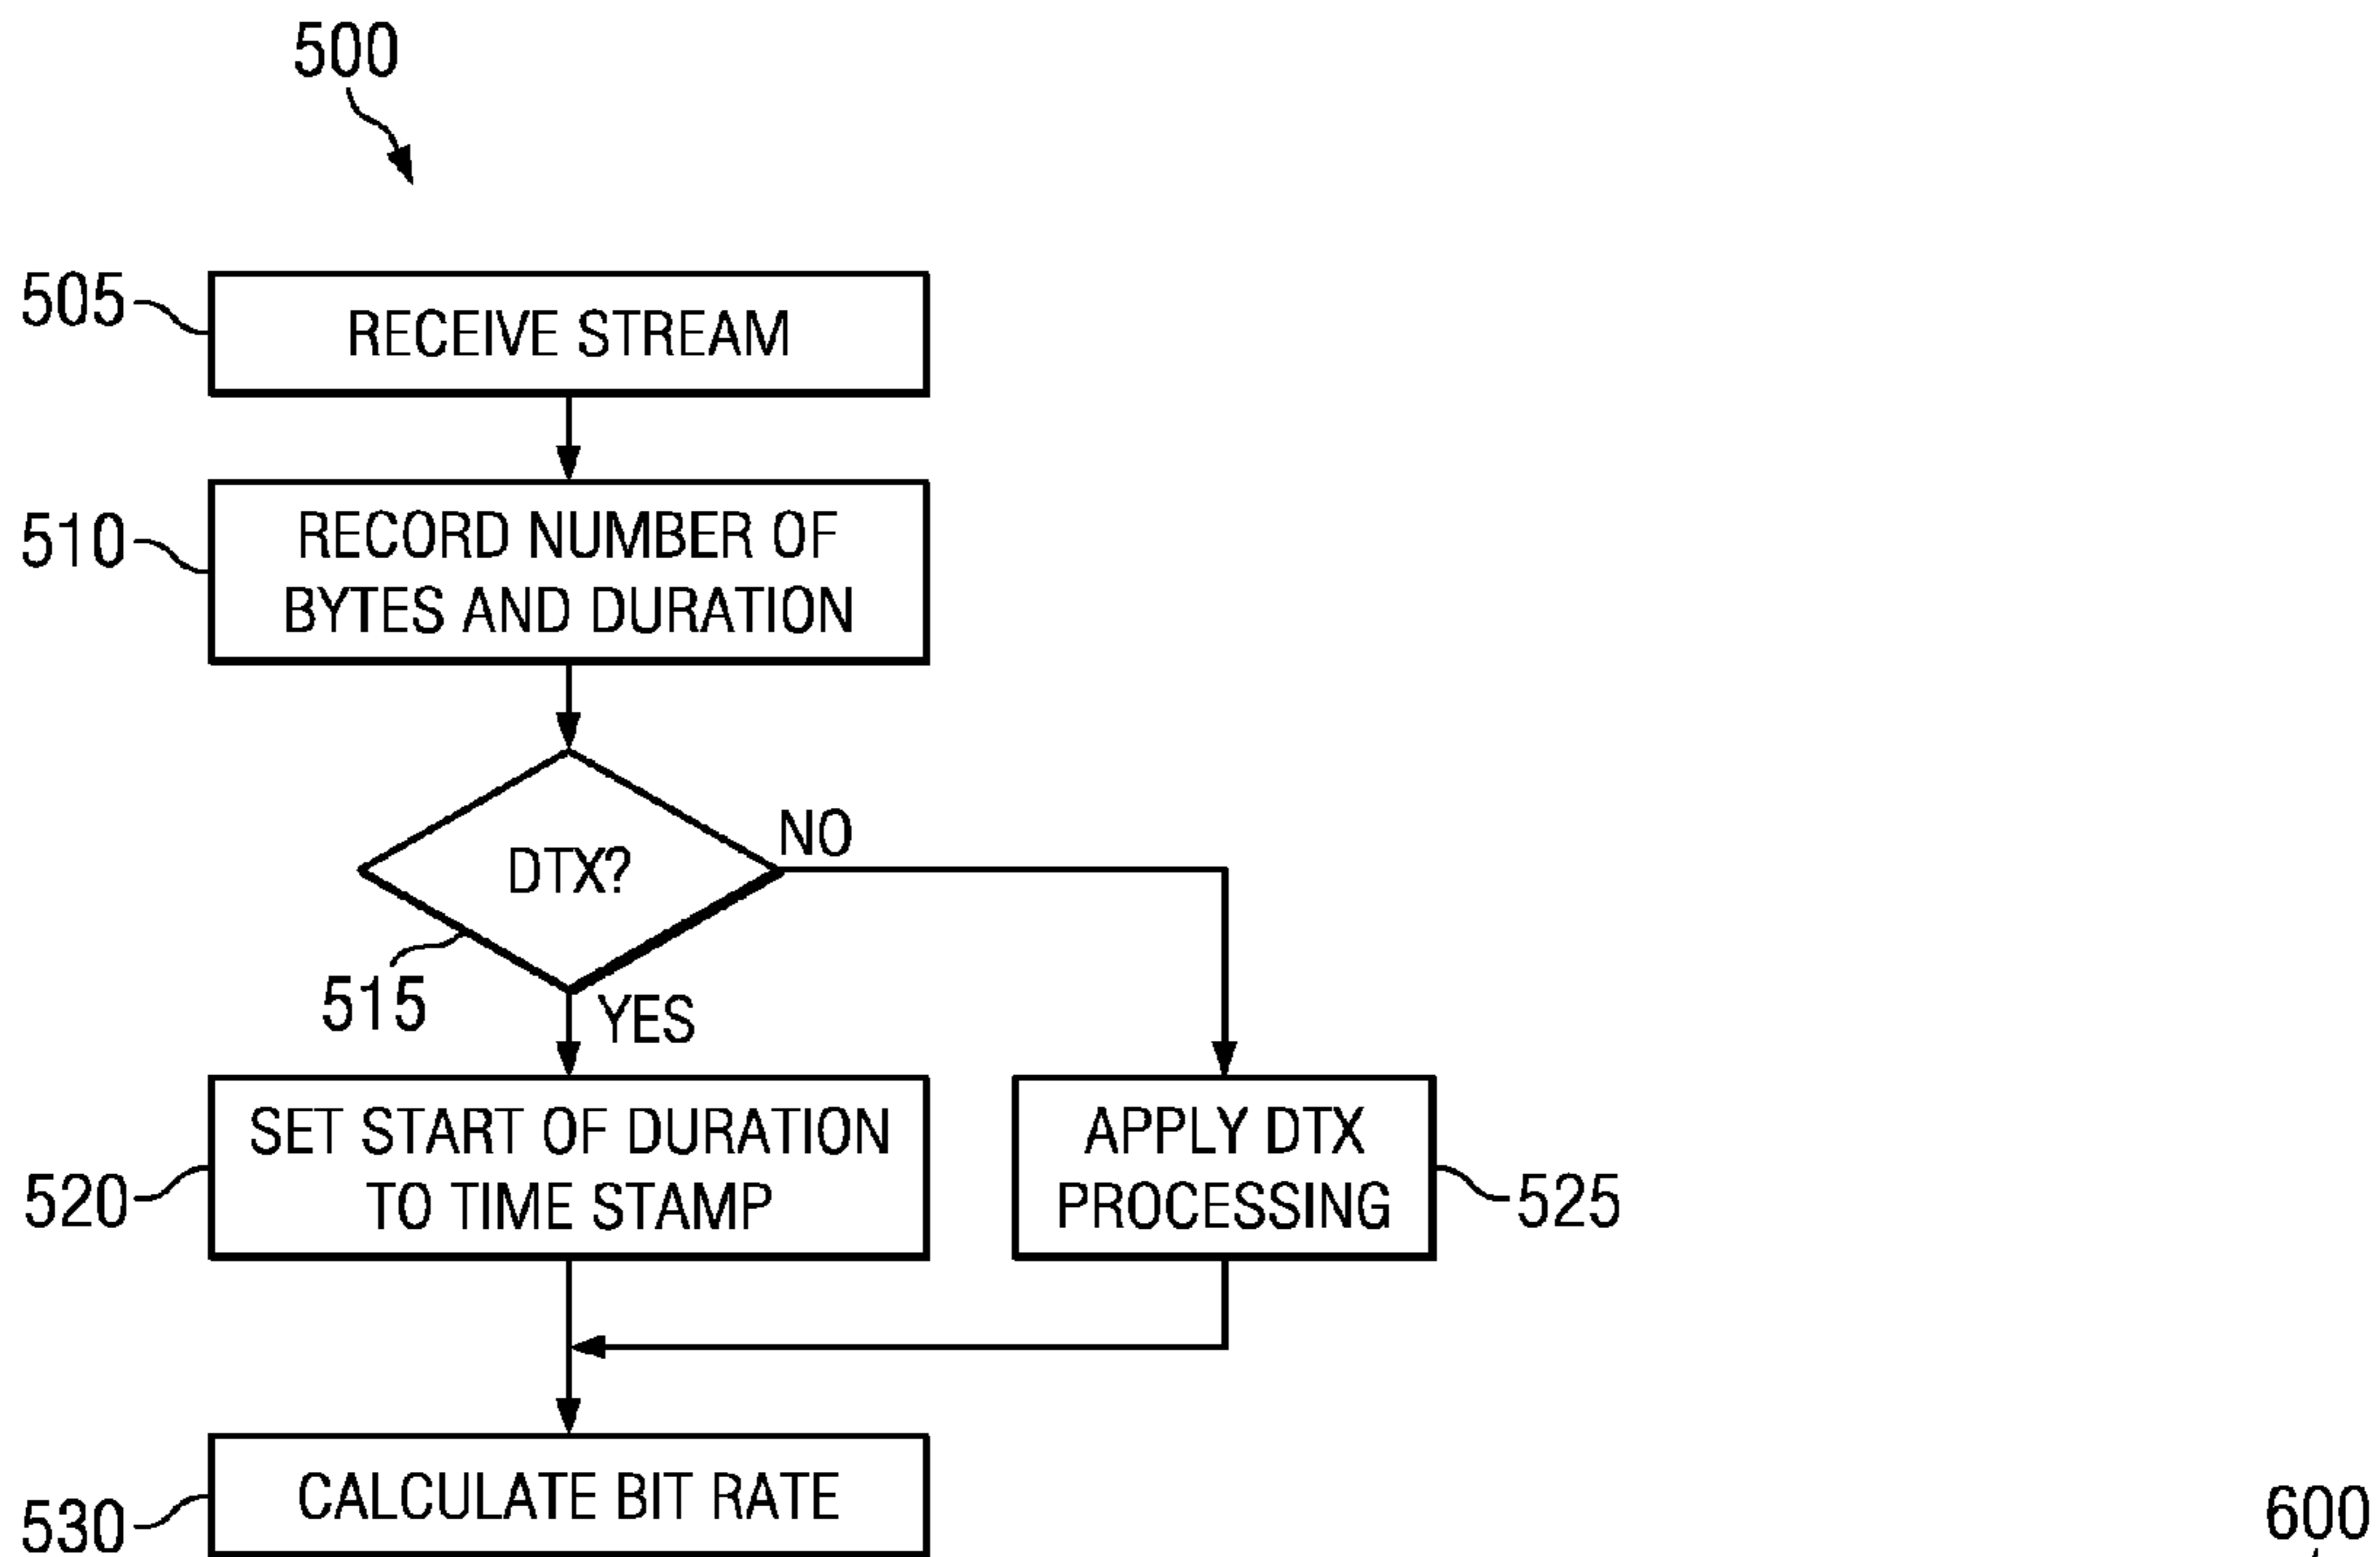 500
505
RECEIVE STREAM
510
RECORD NUMBER OF
BYTES AND DURATION
DTX?
NO
515
YES
520
SET START OF DURATION
TO TIME STAMP
APPLY DTX
PROCESSING
525
530
CALCULATE BIT RATE
600